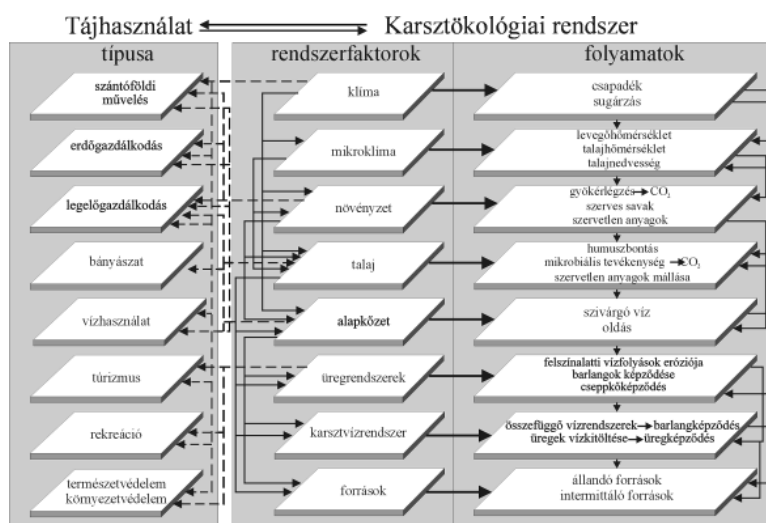 Tájhasználat
Karsztökológiai rendszer
típusa
szántóföldi
művelés
erdőgazdálkodás
legelőgazdálkodás
bányászat
vízhasználat
túrizmus
rekreáció
természetvédelem
környezetvédelem
rendszerfaktorok
klíma
mikroklíma
növényzet
talaj
alapkőzet
üregrendszerek
karsztvízrendszer
források
folyamatok
csapadék
sugárzás
levegőhőmérséklet
talajhőmérséklet
talajnedvesség
gyökérlégzés→CO₂
szerves savak
szervetlen anyagok
humuszbontás
mikrobiális tevékenység →CO₂
szervetlen anyagok mállása
szivárgó víz
oldás
felszínalatti vízfolyások eróziója
barlangok képződése
cseppkőképződés
összefüggő vízrendszerek→barlangképződés
üregek vízkitöltése→üregképződés
állandó források
intermittáló források